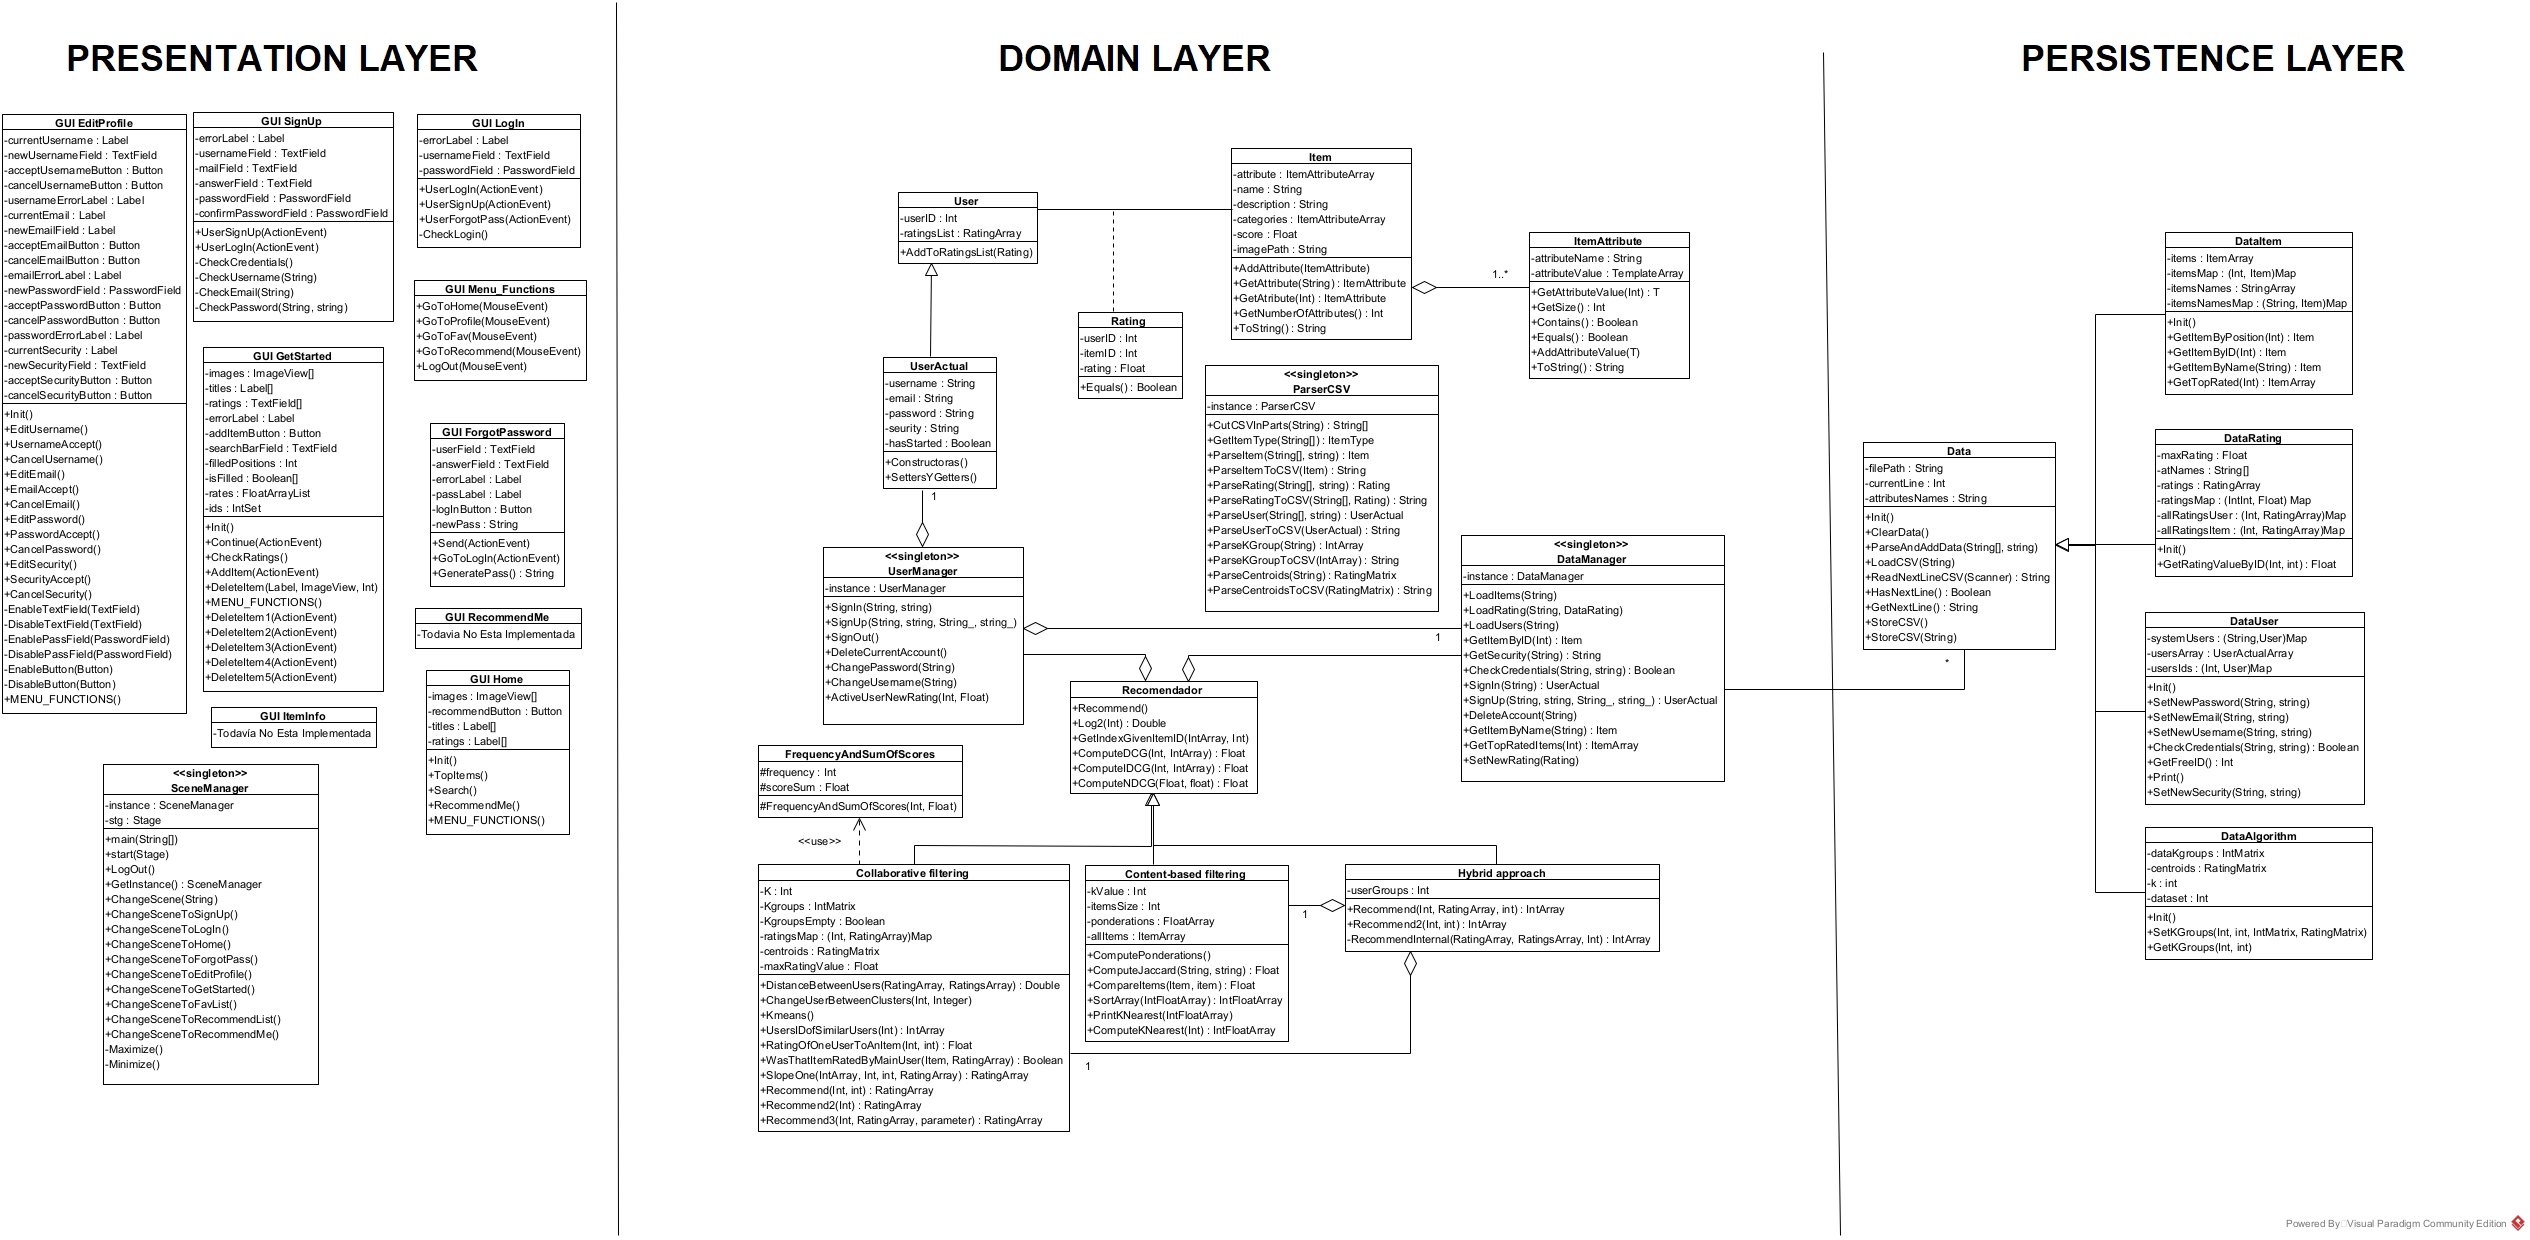 PRESENTATION LAYER
GUI EditProfile
-currentUsername : Label
-newUsernameField : TextField
-acceptUsernameButton : Button
-cancelUsernameButton : Button
-usernameErrorLabel : Label
-currentEmail : Label
-newEmailField : Label
-acceptEmailButton : Button
-cancelEmailButton : Button
-emailErrorLabel : Label
-newPasswordField : PasswordField
-acceptPasswordButton : Button
-cancelPasswordButton : Button
-passwordErrorLabel : Label
-currentSecurity : Label
-newSecurityField : TextField
-acceptSecurityButton : Button
-cancelSecurityButton : Button
+Init()
+EditUsername()
+UsernameAccept()
+CancelUsername()
+EditEmail()
+EmailAccept()
+CancelEmail()
+EditPassword()
+PasswordAccept()
+CancelPassword()
+EditSecurity()
+SecurityAccept()
+CancelSecurity()
-EnableTextField(TextField)
-DisableTextField(TextField)
-EnablePassField(PasswordField)
-DisablePassField(PasswordField)
-EnableButton(Button)
-DisableButton(Button)
+MENU_FUNCTIONS()
GUI SignUp
-errorLabel : Label
-usernameField : TextField
-mailField : TextField
-answerField : TextField
-passwordField : PasswordField
-confirmPasswordField : PasswordField
+UserSignUp(ActionEvent)
+UserLogIn(ActionEvent)
-CheckCredentials()
-CheckUsername(String)
-CheckEmail(String)
-CheckPassword(String, string)
GUI LogIn
-errorLabel : Label
-usernameField : TextField
-passwordField : PasswordField
+UserLogIn(ActionEvent)
+UserSignUp(ActionEvent)
+UserForgotPass(ActionEvent)
-CheckLogin()
GUI Menu_Functions
+GoToHome(MouseEvent)
+GoToProfile(MouseEvent)
+GoToFav(MouseEvent)
+GoToRecommend(MouseEvent)
+LogOut(MouseEvent)
GUI GetStarted
-images : ImageView[]
-titles : Label[]
-ratings : TextField[]
-errorLabel : Label
-addItemButton : Button
-searchBarField : TextField
-filledPositions : Int
-isFilled : Boolean[]
-rates : FloatArrayList
-ids : IntSet
+Init()
+Continue(ActionEvent)
+CheckRatings()
+AddItem(ActionEvent)
+DeleteItem(Label, ImageView, Int)
+MENU_FUNCTIONS()
+DeleteItem1(ActionEvent)
+DeleteItem2(ActionEvent)
+DeleteItem3(ActionEvent)
+DeleteItem4(ActionEvent)
+DeleteItem5(ActionEvent)
GUI ForgotPassword
-userField : TextField
-answerField : TextField
-errorLabel : Label
-passLabel : Label
-logInButton : Button
-newPass : String
+Send(ActionEvent)
+GoToLogIn(ActionEvent)
+GeneratePass() : String
GUI RecommendMe
-Todavia No Esta Implementada
GUI Home
-images : ImageView[]
-recommendButton : Button
-titles : Label[]
-ratings : Label[]
+Init()
+TopItems()
+Search()
+RecommendMe()
+MENU_FUNCTIONS()
GUI ItemInfo
-Todavía No Esta Implementada
<<singleton>>
SceneManager
-instance : SceneManager
-stg : Stage
+main(String[])
+start(Stage)
+LogOut()
+GetInstance() : SceneManager
+ChangeScene(String)
+ChangeSceneToSignUp()
+ChangeSceneToLogIn()
+ChangeSceneToHome()
+ChangeSceneToForgotPass()
+ChangeSceneToEditProfile()
+ChangeSceneToGetStarted()
+ChangeSceneToFavList()
+ChangeSceneToRecommendList()
+ChangeSceneToRecommendMe()
-Maximize()
-Minimize()
DOMAIN LAYER
User
-userID : Int
-ratingsList : RatingArray
+AddToRatingsList(Rating)
Item
-attribute : ItemAttributeArray
-name : String
-description : String
-categories : ItemAttributeArray
-score : Float
-imagePath : String
+AddAttribute(ItemAttribute)
+GetAttribute(String) : ItemAttribute
+GetAtribute(Int) : ItemAttribute
+GetNumberOfAttributes() : Int
+ToString() : String
1..*
ItemAttribute
-attributeName : String
-attributeValue : TemplateArray
+GetAttributeValue(Int) : T
+GetSize() : Int
+Contains() : Boolean
+Equals() : Boolean
+AddAttributeValue(T)
+ToString() : String
Rating
-userID : Int
-itemID : Int
-rating : Float
+Equals() : Boolean
UserActual
-username : String
-email : String
-password : String
-seurity : String
-hasStarted : Boolean
+Constructoras()
+SettersYGetters()
1
<<singleton>>
ParserCSV
-instance : ParserCSV
+CutCSVInParts(String) : String[]
+GetItemType(String[]) : ItemType
+ParseItem(String[], string) : Item
+ParseItemToCSV(Item) : String
+ParseRating(String[], string) : Rating
+ParseRatingToCSV(String[], Rating) : String
+ParseUser(String[], string) : UserActual
+ParseUserToCSV(UserActual) : String
+ParseKGroup(String) : IntArray
+ParseKGroupToCSV(IntArray) : String
+ParseCentroids(String) : RatingMatrix
+ParseCentroidsToCSV(RatingMatrix) : String
<<singleton>>
UserManager
-instance : UserManager
+SignIn(String, string)
+SignUp(String, string, String_, string_)
+SignOut()
+DeleteCurrentAccount()
+ChangePassword(String)
+ChangeUsername(String)
+ActiveUserNewRating(Int, Float)
1
<<singleton>>
DataManager
-instance : DataManager
+LoadItems(String)
+LoadRating(String, DataRating)
+LoadUsers(String)
+GetItemByID(Int) : Item
+GetSecurity(String) : String
+CheckCredentials(String, string) : Boolean
+SignIn(String) : UserActual
+SignUp(String, string, String_, string_) : UserActual
+DeleteAccount(String)
+GetItemByName(String) : Item
+GetTopRatedItems(Int) : ItemArray
+SetNewRating(Rating)
Recomendador
+Recommend()
+Log2(Int) : Double
+GetIndexGivenItemID(IntArray, Int)
+ComputeDCG(Int, IntArray) : Float
+ComputeIDCG(Int, IntArray) : Float
+ComputeNDCG(Float, float) : Float
FrequencyAndSumOfScores
#frequency : Int
#scoreSum : Float
#FrequencyAndSumOfScores(Int, Float)
<<use>>
Collaborative filtering
-K : Int
-Kgroups : IntMatrix
-KgroupsEmpty : Boolean
-ratingsMap : (Int, RatingArray)Map
-centroids : RatingMatrix
-maxRatingValue : Float
+DistanceBetweenUsers(RatingArray, RatingsArray) : Double
+ChangeUserBetweenClusters(Int, Integer)
+Kmeans()
+UsersIDofSimilarUsers(Int) : IntArray
+RatingOfOneUserToAnItem(Int, int) : Float
+WasThatItemRatedByMainUser(Item, RatingArray) : Boolean
+SlopeOne(IntArray, Int, int, RatingArray) : RatingArray
+Recommend(Int, int) : RatingArray
+Recommend2(Int) : RatingArray
+Recommend3(Int, RatingArray, parameter) : RatingArray
Content-based filtering
-kValue : Int
-itemsSize : Int
-ponderations : FloatArray
-allItems : ItemArray
+ComputePonderations()
+ComputeJaccard(String, string) : Float
+CompareItems(Item, item) : Float
+SortArray(IntFloatArray) : IntFloatArray
+PrintKNearest(IntFloatArray)
+ComputeKNearest(Int) : IntFloatArray
1
1
Hybrid approach
-userGroups : Int
+Recommend(Int, RatingArray, int) : IntArray
+Recommend2(Int, int) : IntArray
-RecommendInternal(RatingArray, RatingsArray, Int) : IntArray
PERSISTENCE LAYER
Data
-filePath : String
-currentLine : Int
-attributesNames : String
+Init()
+ClearData()
+ParseAndAddData(String[], string)
+LoadCSV(String)
+ReadNextLineCSV(Scanner) : String
+HasNextLine() : Boolean
+GetNextLine() : String
+StoreCSV()
+StoreCSV(String)
*
DataItem
-items : ItemArray
-itemsMap : (Int, Item)Map
-itemsNames : StringArray
-itemsNamesMap : (String, Item)Map
+Init()
+GetItemByPosition(Int) : Item
+GetItemByID(Int) : Item
+GetItemByName(String) : Item
+GetTopRated(Int) : ItemArray
DataRating
-maxRating : Float
-atNames : String[]
-ratings : RatingArray
-ratingsMap : (IntInt, Float) Map
-allRatingsUser : (Int, RatingArray)Map
-allRatingsItem : (Int, RatingArray)Map
+Init()
+GetRatingValueByID(Int, int) : Float
DataUser
-systemUsers : (String,User)Map
-usersArray : UserActualArray
-usersIds : (Int, User)Map
+Init()
+SetNewPassword(String, string)
+SetNewEmail(String, string)
+SetNewUsername(String, string)
+CheckCredentials(String, string) : Boolean
+GetFreeID() : Int
+Print()
+SetNewSecurity(String, string)
DataAlgorithm
-dataKgroups : IntMatrix
-centroids : RatingMatrix
-k : int
-dataset : Int
+Init()
+SetKGroups(Int, int, IntMatrix, RatingMatrix)
+GetKGroups(Int, int)
Powered By Visual Paradigm Community Edition